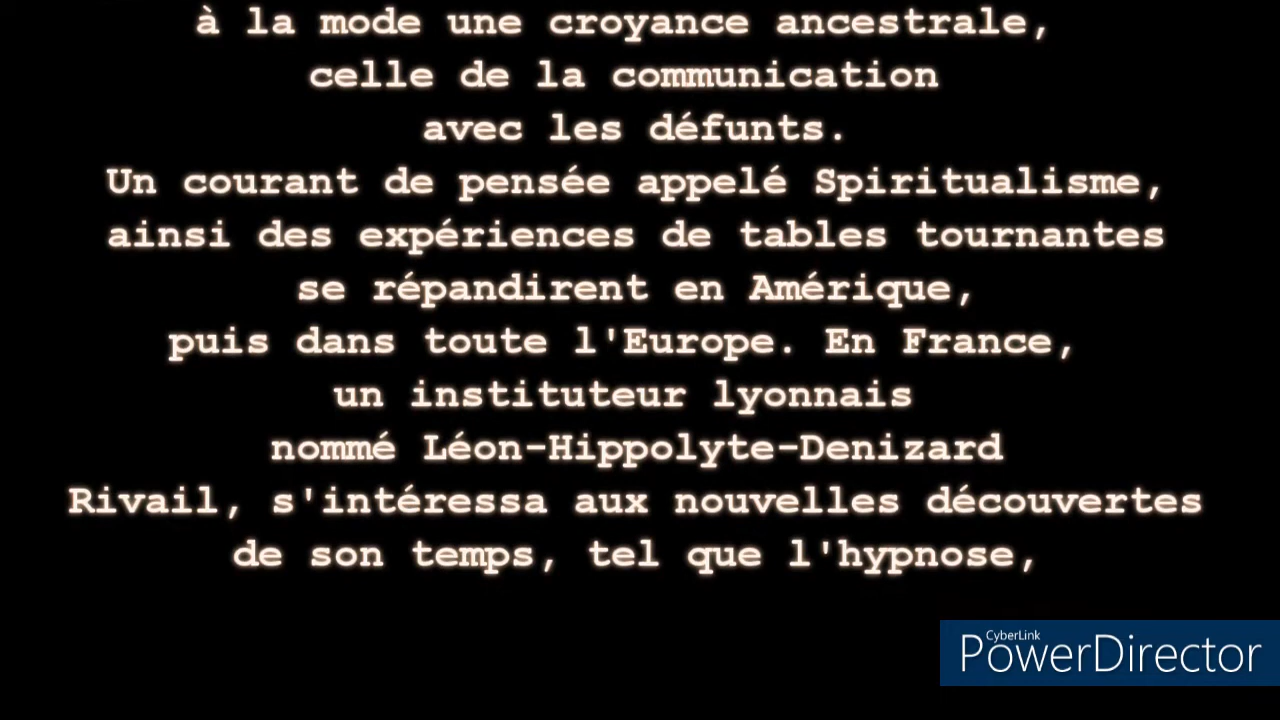 à la mode une croyance ancestrale,
celle de la communication
avec les défunts.
Un courant de pensée appelé Spiritualisme,
ainsi des expériences de tables tournantes
se répandirent en Amérique,
puis dans toute l'Europe. En France,
un instituteur lyonnais
nommé Léon-Hippolyte-Denizard
Rivail, s'intéressa aux nouvelles découvertes
de son temps, tel que l'hypnose,
CyberLink
PowerDirector